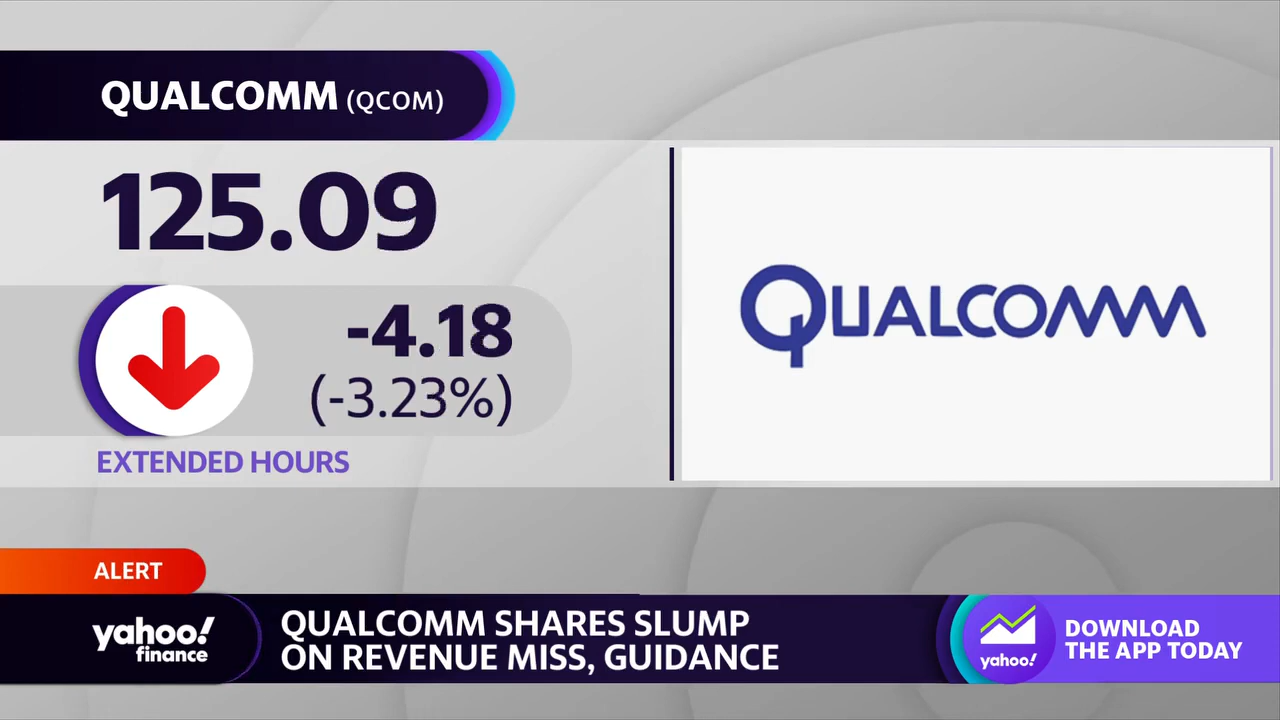 QUALCOMM (QCOM)
125.09
-4.18
(-3.23%)
EXTENDED HOURS
QUALCOMM
ALERT
yahoo!
finance
QUALCOMM SHARES SLUMP
ON REVENUE MISS, GUIDANCE
yahoo!
DOWNLOAD
THE APP TODAY